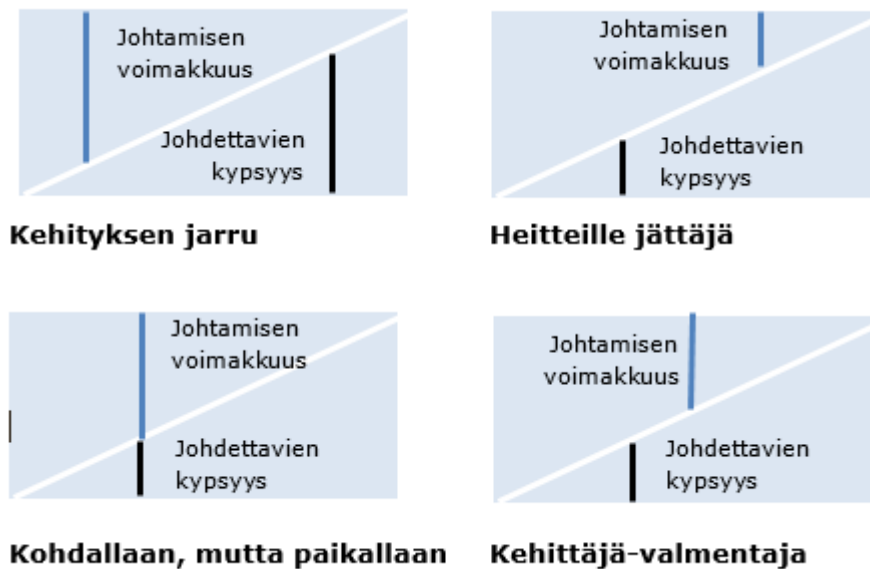 Johtamisen
voimakkuus
Johdettavien
kypsyys
Kehityksen jarru
Johtamisen
voimakkuus
Johdettavien
kypsyys
Heitteille jättäjä
Johtamisen
voimakkuus
Johdettavien
kypsyys
Kohdallaan, mutta paikallaan
Johtamisen
voimakkuus
Johdettavien
kypsyys
Kehittäjä-valmentaja